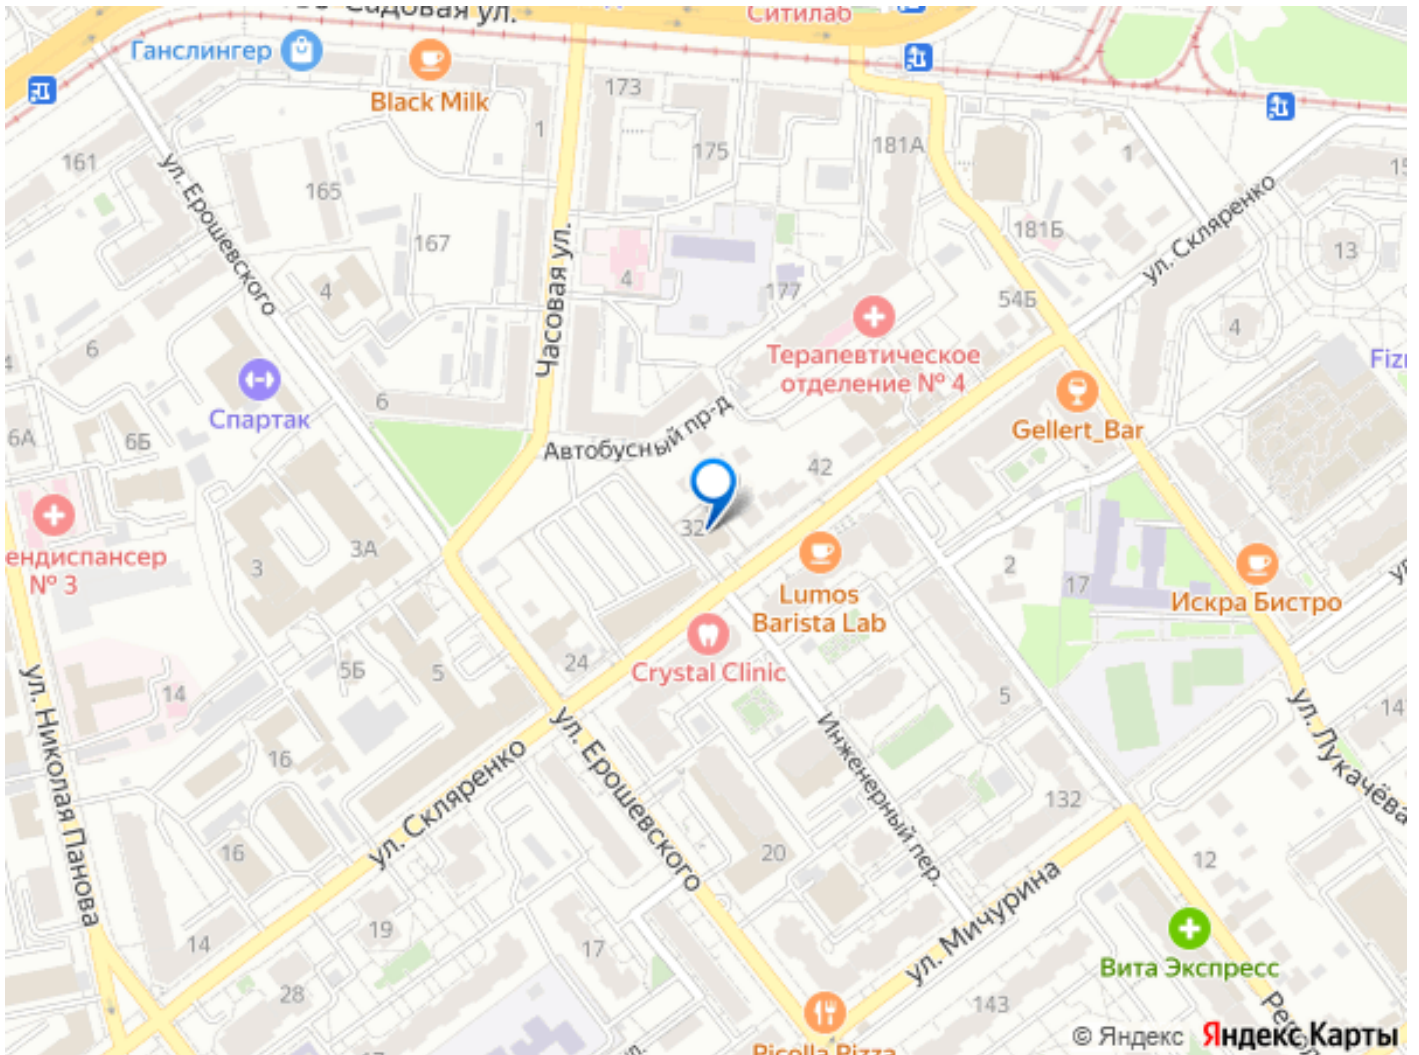 Садовая ул.
Ситилаб
Ганслингер
Black Milk
173
1
175
181А
1
161
165
167
ул. Ерошевского
Часовая ул.
4
4
177
181Б
ул. Скляренко
13
54Б
4
6
Терапевтическое
отделение № 4
Спартак
6
Автобусный пр-д
Gellert_Bar
6А
6Б
42
32
3А
3
ендиспансер
№ 3
Lumos
Barista Lab
2
17
Искра Бистро
Crystal Clinic
24
5Б
5
14
5
ул. Николая Панова
16
ул. Скляренко
ул. Ерошевского
Инженерный пер.
ул. Лукачёва
132
16
20
12
14
19
17
28
ул. Мичурина
Вита Экспресс
143
© Яндекс Яндекс Карты